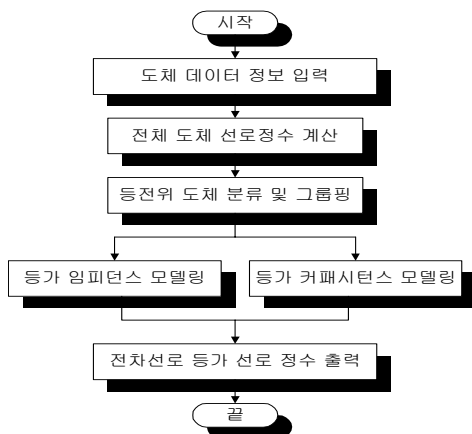 시작
도체 데이터 정보 입력
전체 도체 선로정수 계산
등전위 도체 분류 및 그룹핑
등가 임피던스 모델링
등가 커패시턴스 모델링
전차선로 등가 선로 정수 출력
끝